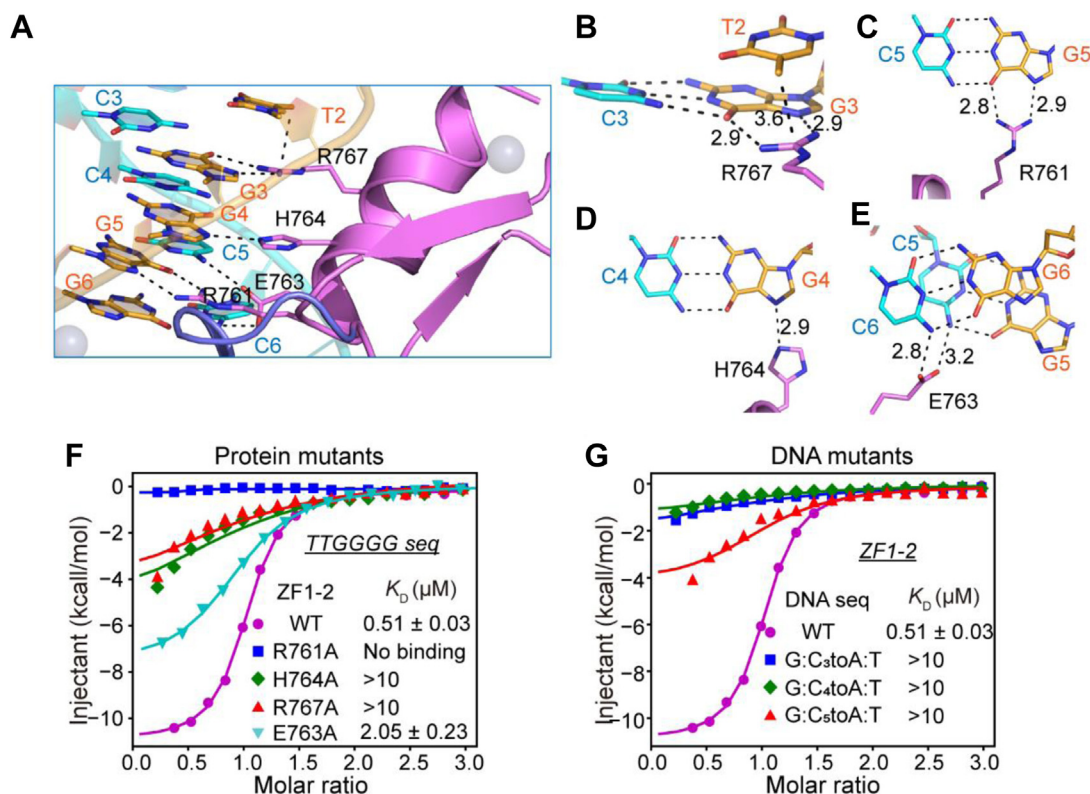 A
C3
T2
R767
C4
G3
G4
H764
G5
C5
E763
G6
R761
C6
B
T2
C3
G3
3.6
2.9
2.9
R767
C
C5
G5
2.8
2.9
R761
D
C4
G4
2.9
H764
E
C5
G6
C6
2.8
3.2
G5
E763
F
Protein mutants
Injectant (kcall/mol)
0
−2
−4
−6
−8
−10
TTGGGG seq
ZF1-2 KD (μM)
WT 0.51 ± 0.03
R761A No binding
H764A >10
R767A >10
E763A 2.05 ± 0.23
0.0 0.5 1.0 1.5 2.0 2.5 3.0
Molar ratio
G
DNA mutants
Injectant (kcall/mol)
0
−2
−4
−6
−8
−10
ZF1-2
DNA seq KD (μM)
WT 0.51 ± 0.03
G:C₃toA:T >10
G:C₄toA:T >10
G:C₅toA:T >10
0.0 0.5 1.0 1.5 2.0 2.5 3.0
Molar ratio